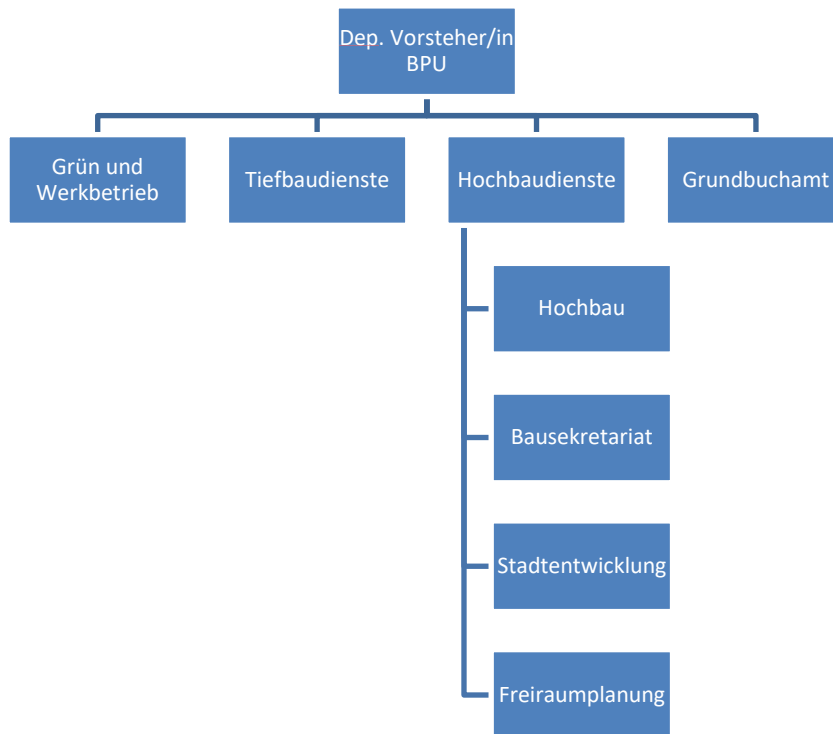 Dep. Vorsteher/in
BPU
Grün und
Werkbetrieb
Tiefbaudienste
Hochbaudienste
Grundbuchamt
Hochbau
Bausekretariat
Stadtentwicklung
Freiraumplanung